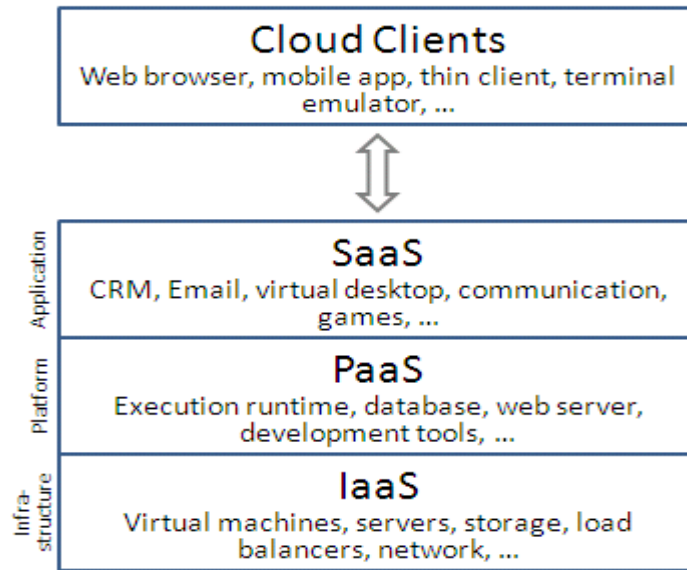 Cloud Clients
Web browser, mobile app, thin client, terminal
emulator, ...
Application
SaaS
CRM, Email, virtual desktop, communication,
games, ...
Platform
PaaS
Execution runtime, database, web server,
development tools, ...
Infra-
structure
IaaS
Virtual machines, servers, storage, load
balancers, network, ...